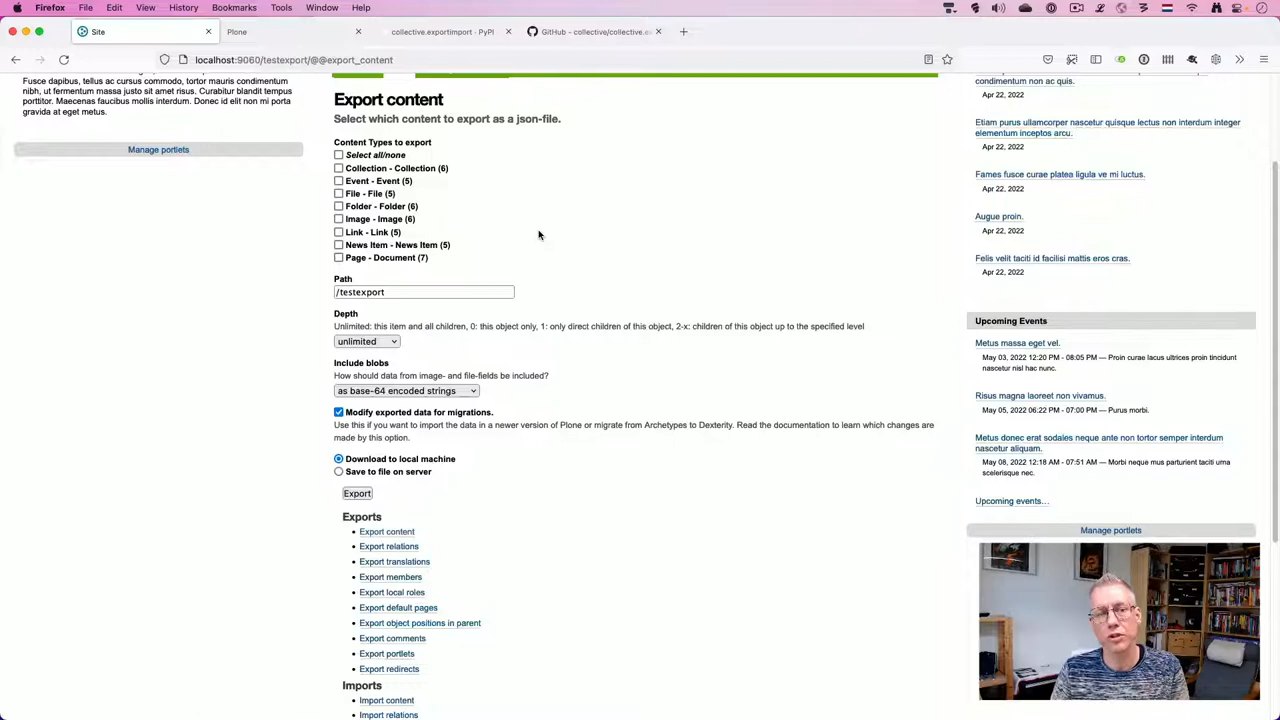 Firefox File Edit View History Bookmarks Tools Window Help
Site
Plone
collective.exportimport · PyPI
GitHub - collective/collective.ex
localhost:9060/testexport/@@export_content
Fusce dapibus, tellus ac cursus commodo, tortor mauris condimentum
nibh, ut fermentum massa justo sit amet risus. Curabitur blandit tempus
porttitor. Maecenas faucibus mollis interdum. Donec id elit non mi porta
gravida at eget metus.
Manage portlets
Export content
Select which content to export as a json-file.
Content Types to export
Select all/none
Collection - Collection (6)
Event - Event (5)
File - File (5)
Folder - Folder (6)
Image - Image (6)
Link - Link (5)
News Item - News Item (5)
Page - Document (7)
Path
/testexport
Depth
Unlimited: this item and all children, 0: this object only, 1: only direct children of this object, 2-x: children of this object up to the specified level
unlimited
Include blobs
How should data from image- and file-fields be included?
as base-64 encoded strings
Modify exported data for migrations.
Use this if you want to import the data in a newer version of Plone or migrate from Archetypes to Dexterity. Read the documentation to learn which changes are
made by this option.
Download to local machine
Save to file on server
Export
Exports
Export content
Export relations
Export translations
Export members
Export local roles
Export default pages
Export object positions in parent
Export comments
Export portlets
Export redirects
Imports
Import content
Import relations
condimentum non ac quis.
Apr 22, 2022
Etiam purus ullamcorper nascetur quisque lectus non interdum integer
elementum inceptos arcu.
Apr 22, 2022
Fames fusce curae platea ligula ve mi luctus.
Apr 22, 2022
Augue proin.
Apr 22, 2022
Felis velit taciti id facilisi mattis eros cras.
Apr 22, 2022
Upcoming Events
Metus massa eget vel.
May 03, 2022 12:20 PM - 08:05 PM — Proin curae lacus ultrices proin tincidunt
nascetur nisl hac nunc.
Risus magna laoreet non vivamus.
May 05, 2022 06:22 PM - 07:00 PM — Purus morbi.
Metus donec erat sodales neque ante non tortor semper interdum
nascetur aliquam.
May 08, 2022 12:18 AM - 07:51 AM — Morbi neque mus parturient taciti urna
scelerisque nec.
Upcoming events…
Manage portlets